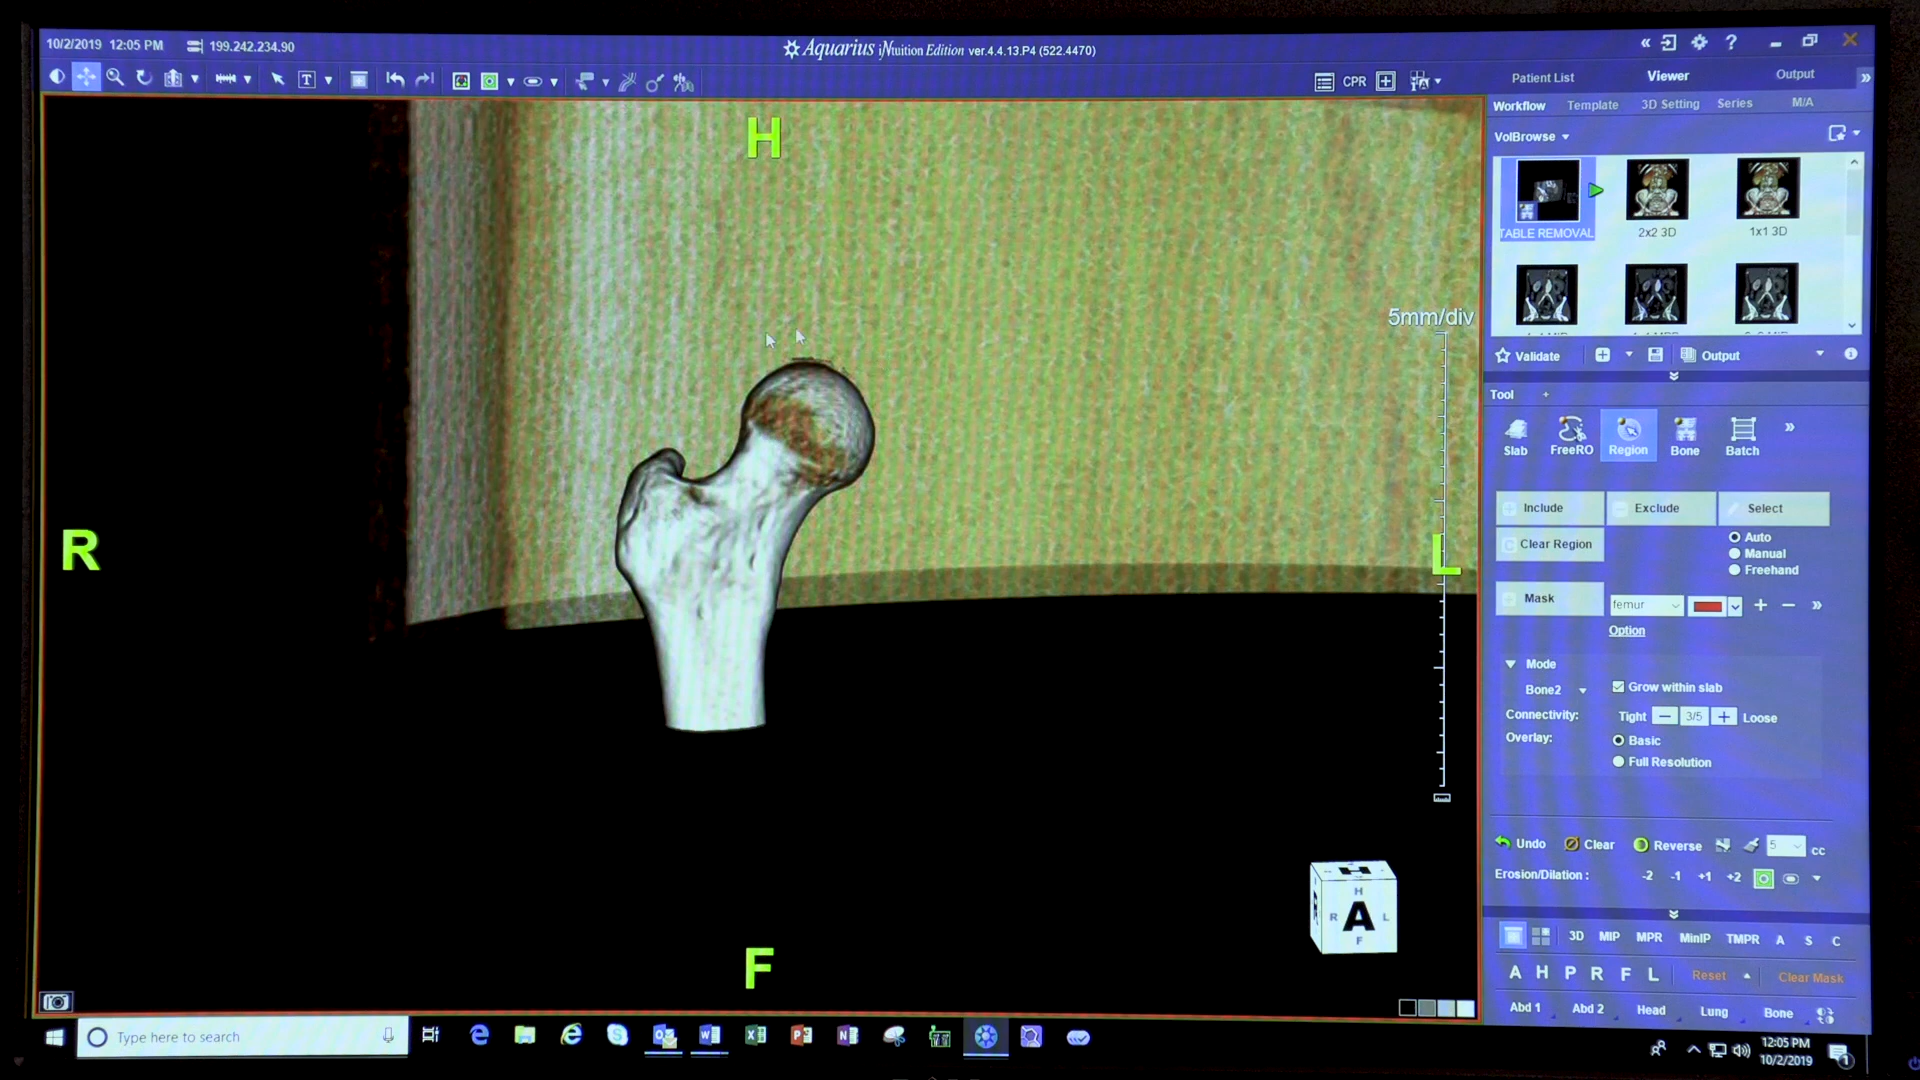 10/2/2019 12:05 PM 199.242.234.90
Aquarius iNtuition Edition ver.4.4.13.P4 (522.4470)
T CPR
Patient List Viewer Output
Workflow Template 3D Setting Series M/A
VolBrowse
TABLE REMOVAL 2x2 3D 1x1 3D
Validate Output
Tool
Slab FreeRO Region Bone Batch
Include Exclude Select
Clear Region
Auto
Manual
Freehand
Mask femur
Option
Mode
Bone2 Grow within slab
Connectivity: Tight 3/5 Loose
Overlay: Basic
Full Resolution
Undo Clear Reverse 5 cc
Erosion/Dilation : -2 -1 +1 +2
3D MIP MPR MinIP TMPR A S C
A H P R F L Reset Clear Mask
Abd 1 Abd 2 Head Lung Bone
H
5mm/div
R
L
F
H
H
R A L
F
Type here to search
12:05 PM
10/2/2019
1